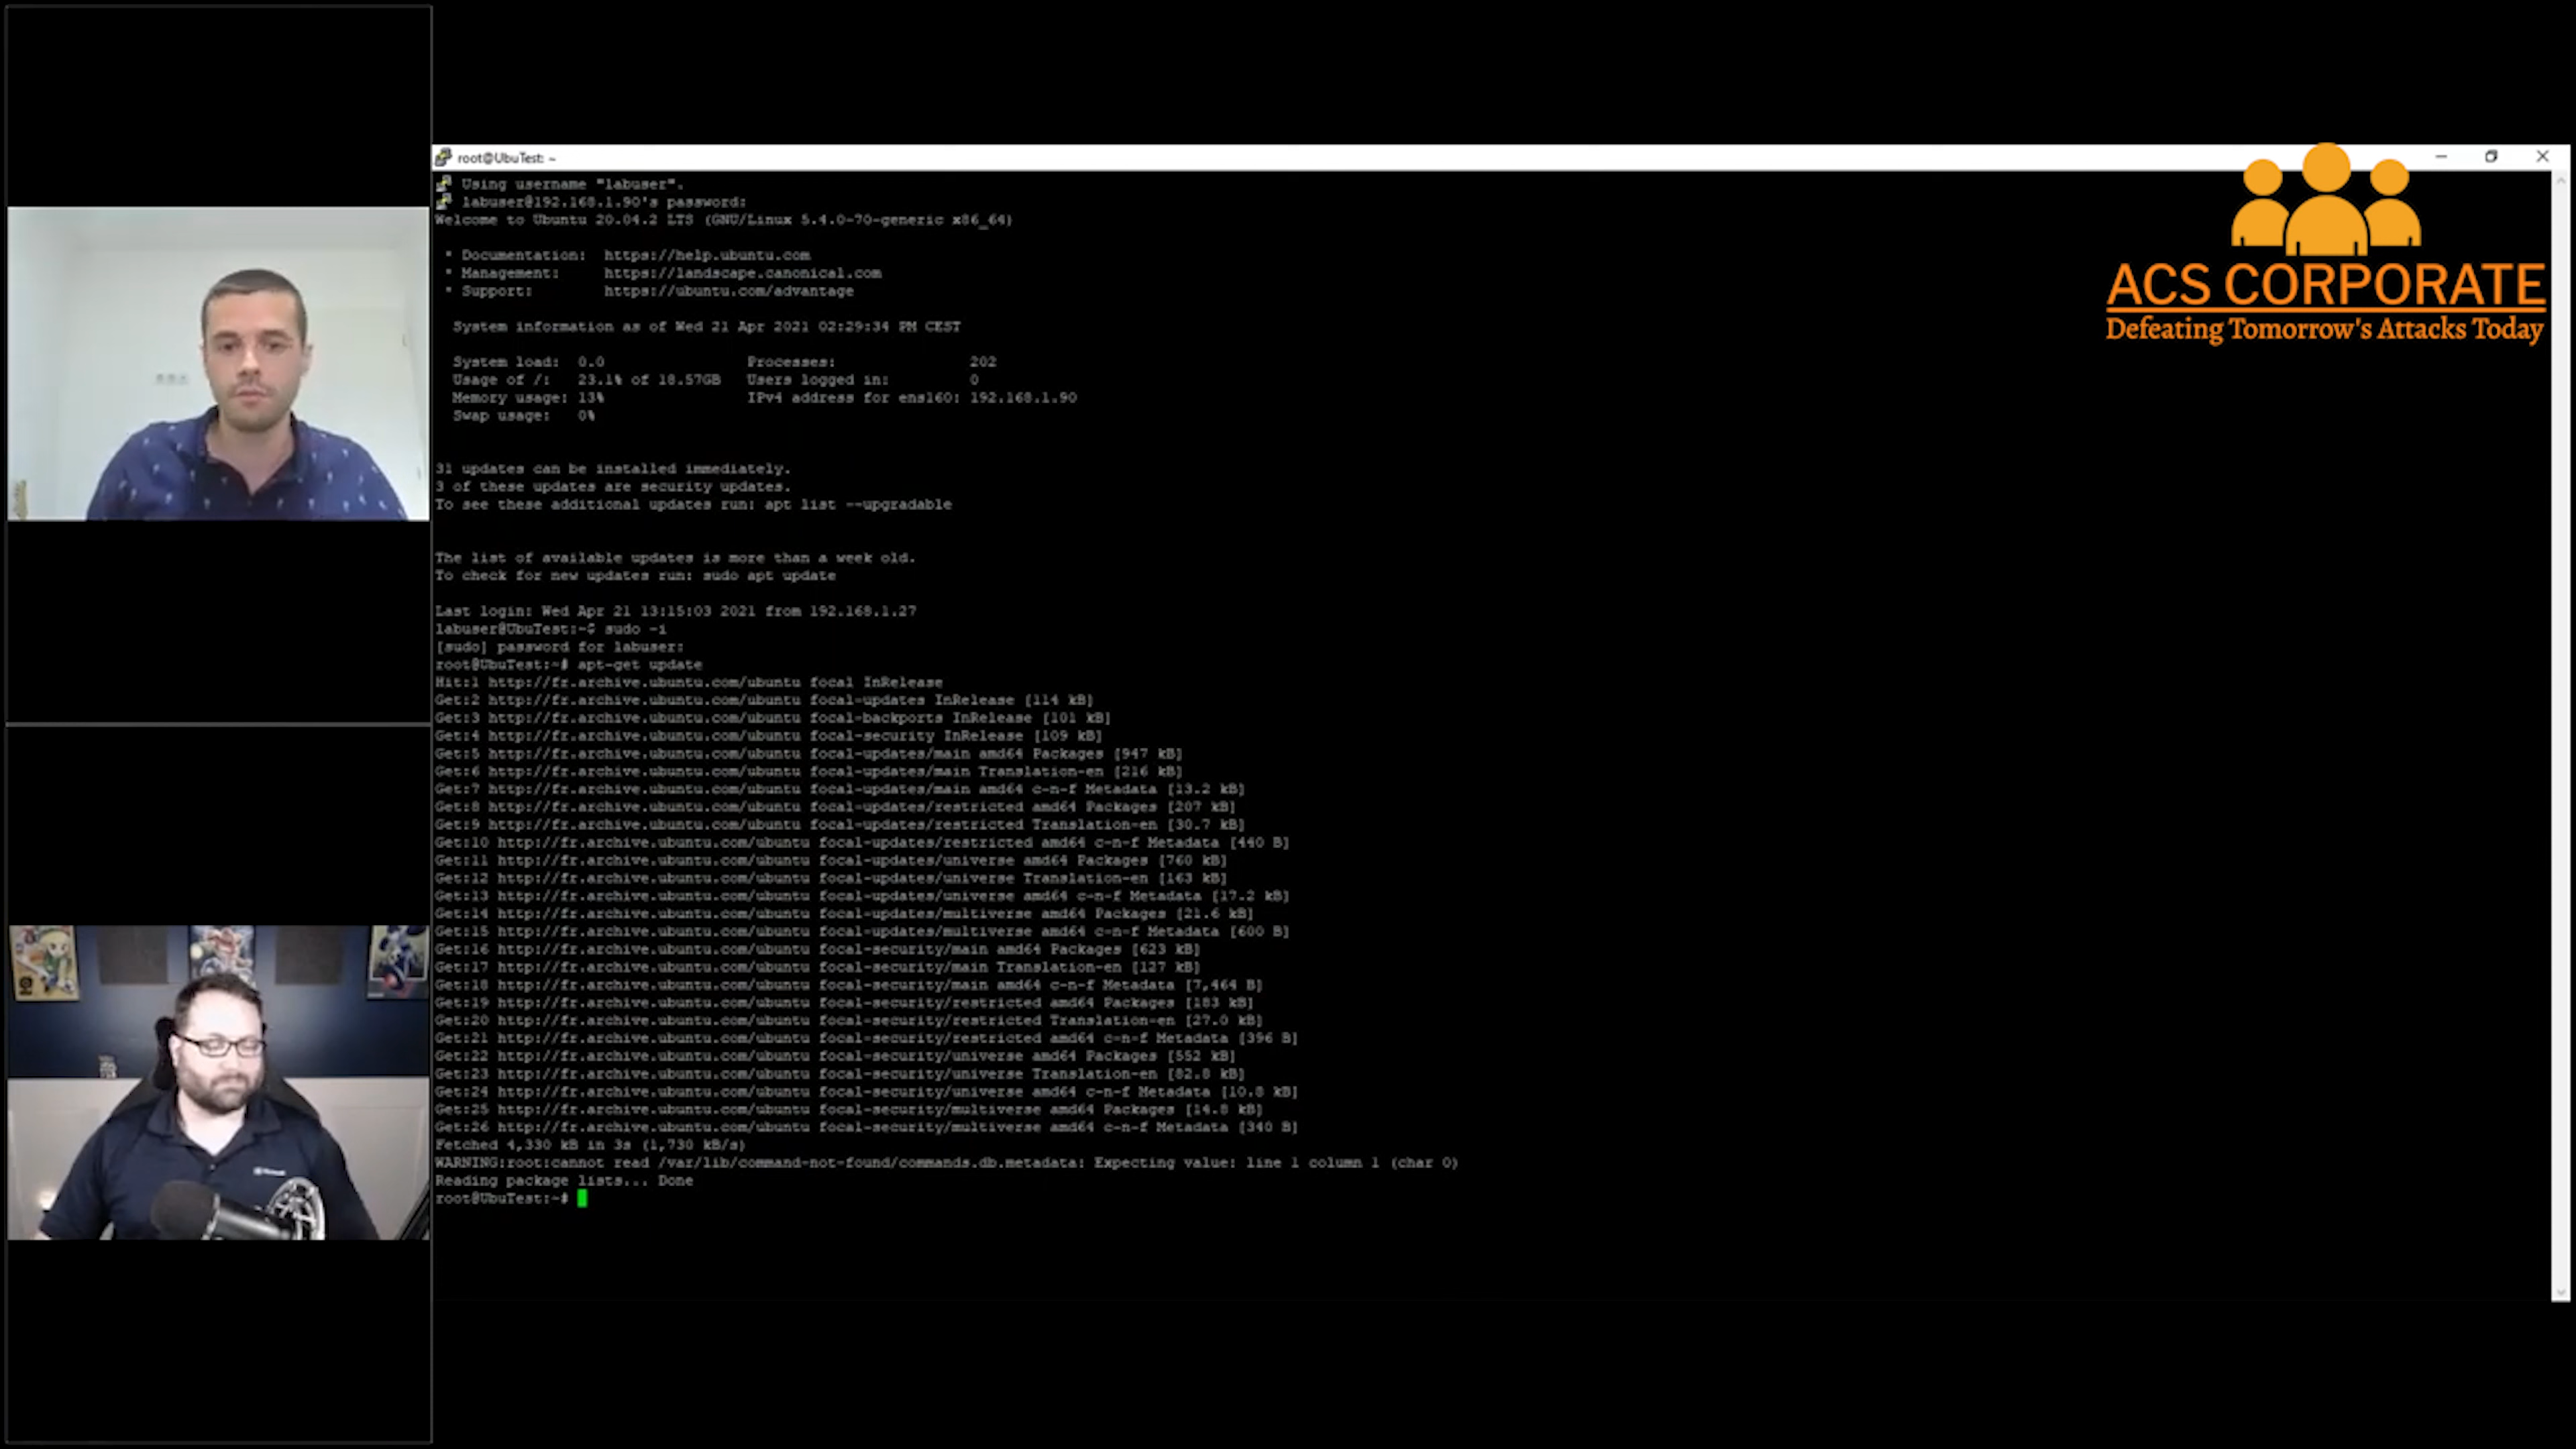 root@UbuTest: ~
ACS CORPORATE
Defeating Tomorrow's Attacks Today
Using username "labuser".
labuser@192.168.1.90's password:
Welcome to Ubuntu 20.04.2 LTS (GNU/Linux 5.4.0-70-generic x86_64)
* Documentation:  https://help.ubuntu.com
* Management:     https://landscape.canonical.com
* Support:        https://ubuntu.com/advantage
System information as of Wed 21 Apr 2021 02:29:34 PM CEST
System load:  0.0                Processes:               202
Usage of /:   23.1% of 18.57GB   Users logged in:         0
Memory usage: 13%                IPv4 address for ens160: 192.168.1.90
Swap usage:   0%
31 updates can be installed immediately.
3 of these updates are security updates.
To see these additional updates run: apt list --upgradable
The list of available updates is more than a week old.
To check for new updates run: sudo apt update
Last login: Wed Apr 21 13:15:03 2021 from 192.168.1.27
labuser@UbuTest:~$ sudo -i
[sudo] password for labuser:
root@UbuTest:~# apt-get update
Hit:1 http://fr.archive.ubuntu.com/ubuntu focal InRelease
Get:2 http://fr.archive.ubuntu.com/ubuntu focal-updates InRelease [114 kB]
Get:3 http://fr.archive.ubuntu.com/ubuntu focal-backports InRelease [101 kB]
Get:4 http://fr.archive.ubuntu.com/ubuntu focal-security InRelease [109 kB]
Get:5 http://fr.archive.ubuntu.com/ubuntu focal-updates/main amd64 Packages [947 kB]
Get:6 http://fr.archive.ubuntu.com/ubuntu focal-updates/main Translation-en [216 kB]
Get:7 http://fr.archive.ubuntu.com/ubuntu focal-updates/main amd64 c-n-f Metadata [13.2 kB]
Get:8 http://fr.archive.ubuntu.com/ubuntu focal-updates/restricted amd64 Packages [207 kB]
Get:9 http://fr.archive.ubuntu.com/ubuntu focal-updates/restricted Translation-en [30.7 kB]
Get:10 http://fr.archive.ubuntu.com/ubuntu focal-updates/restricted amd64 c-n-f Metadata [440 B]
Get:11 http://fr.archive.ubuntu.com/ubuntu focal-updates/universe amd64 Packages [760 kB]
Get:12 http://fr.archive.ubuntu.com/ubuntu focal-updates/universe Translation-en [163 kB]
Get:13 http://fr.archive.ubuntu.com/ubuntu focal-updates/universe amd64 c-n-f Metadata [17.2 kB]
Get:14 http://fr.archive.ubuntu.com/ubuntu focal-updates/multiverse amd64 Packages [21.6 kB]
Get:15 http://fr.archive.ubuntu.com/ubuntu focal-updates/multiverse amd64 c-n-f Metadata [600 B]
Get:16 http://fr.archive.ubuntu.com/ubuntu focal-security/main amd64 Packages [623 kB]
Get:17 http://fr.archive.ubuntu.com/ubuntu focal-security/main Translation-en [127 kB]
Get:18 http://fr.archive.ubuntu.com/ubuntu focal-security/main amd64 c-n-f Metadata [7,464 B]
Get:19 http://fr.archive.ubuntu.com/ubuntu focal-security/restricted amd64 Packages [183 kB]
Get:20 http://fr.archive.ubuntu.com/ubuntu focal-security/restricted Translation-en [27.0 kB]
Get:21 http://fr.archive.ubuntu.com/ubuntu focal-security/restricted amd64 c-n-f Metadata [396 B]
Get:22 http://fr.archive.ubuntu.com/ubuntu focal-security/universe amd64 Packages [552 kB]
Get:23 http://fr.archive.ubuntu.com/ubuntu focal-security/universe Translation-en [82.8 kB]
Get:24 http://fr.archive.ubuntu.com/ubuntu focal-security/universe amd64 c-n-f Metadata [10.8 kB]
Get:25 http://fr.archive.ubuntu.com/ubuntu focal-security/multiverse amd64 Packages [14.8 kB]
Get:26 http://fr.archive.ubuntu.com/ubuntu focal-security/multiverse amd64 c-n-f Metadata [340 B]
Fetched 4,330 kB in 3s (1,730 kB/s)
WARNING:root:cannot read /var/lib/command-not-found/commands.db.metadata: Expecting value: line 1 column 1 (char 0)
Reading package lists... Done
root@UbuTest:~#